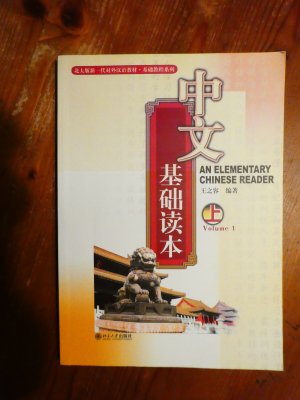 北大版新一代对外汉语教材·基础教程系列
中文
基础读本
AN ELEMENTARY
CHINESE READER
王之容 编著
上
Volume 1
北京大学出版社